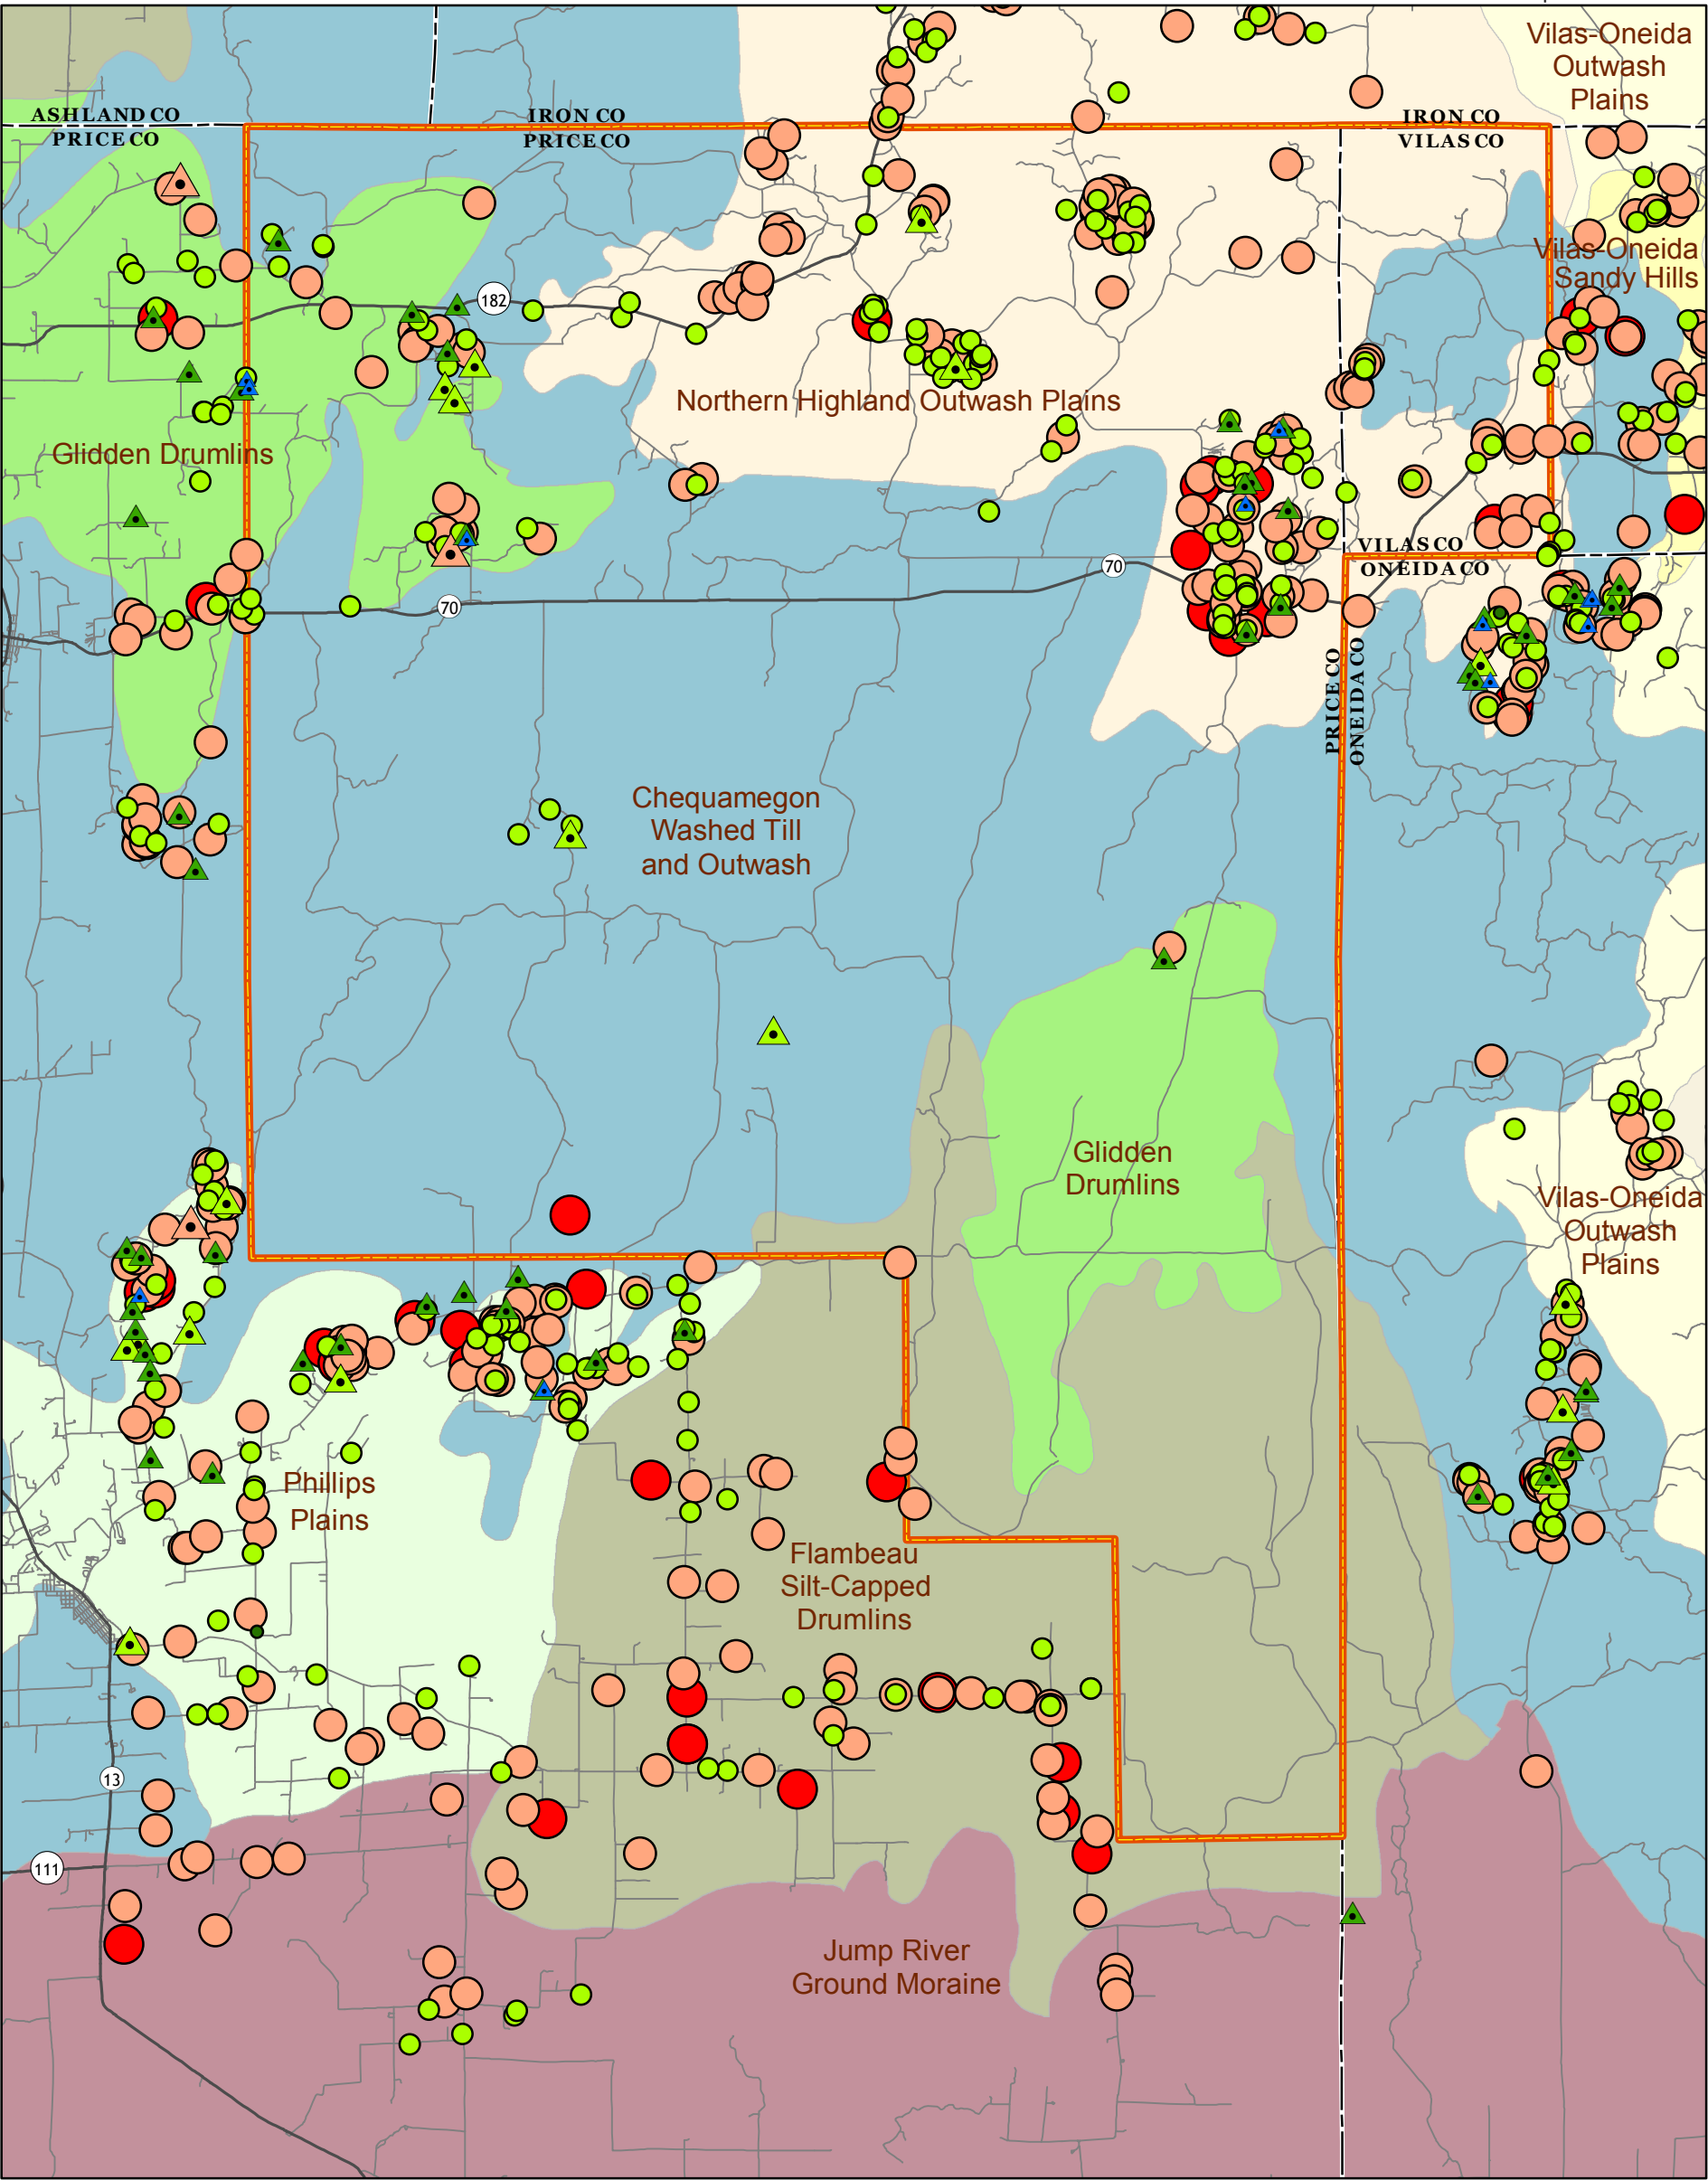 Vilas-Oneida
Outwash
Plains
ASHLAND CO
PRICE CO
IRON CO
PRICE CO
IRON CO
VILAS CO
Vilas-Oneida
Sandy Hills
182
Northern Highland Outwash Plains
Glidden Drumlins
VILAS CO
ONEIDA CO
70
70
PRICE CO
ONEIDA CO
Chequamegon
Washed Till
and Outwash
Glidden
Drumlins
Vilas-Oneida
Outwash
Plains
Phillips
Plains
Flambeau
Silt-Capped
Drumlins
13
111
Jump River
Ground Moraine